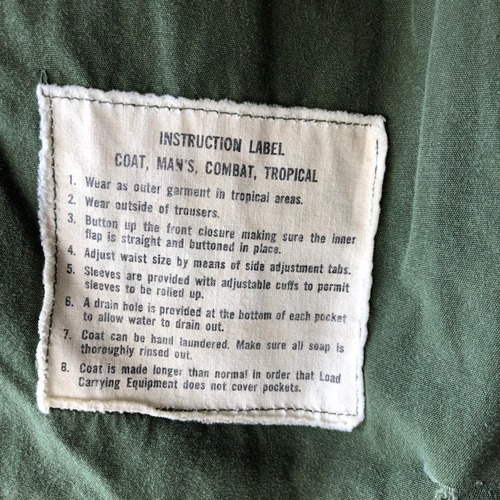 INSTRUCTION LABEL
COAT, MAN'S, COMBAT, TROPICAL
1. Wear as outer garment in tropical areas.
2. Wear outside of trousers.
3. Button up the front closure making sure the inner
flap is straight and buttoned in place.
4. Adjust waist size by means of side adjustment tabs.
5. Sleeves are provided with adjustable cuffs to permit
sleeves to be rolled up.
6. A drain hole is provided at the bottom of each pocket
to allow water to drain out.
7. Coat can be hand laundered. Make sure all soap is
thoroughly rinsed out.
8. Coat is made longer than normal in order that Load
Carrying Equipment does not cover pockets.